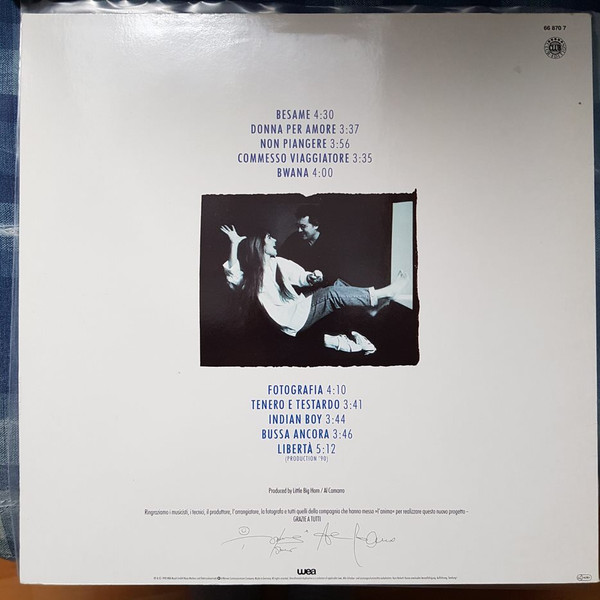 66 870 7
BESAME 4:30
DONNA PER AMORE 3:37
NON PIANGERE 3:56
COMMESSO VIAGGIATORE 3:35
BWANA 4:00
FOTOGRAFIA 4:10
TENERO E TESTARDO 3:41
INDIAN BOY 3:44
BUSSA ANCORA 3:46
LIBERTÀ 5:12
(PRODUCTION '90)
Produced by Little Big Horn / Al Camarro
Ringraziamo i musicisti, i tecnici, il produttore, l'arrangiatore, la fotografa e tutti quelli della compagnia che hanno messo »l'anima« per realizzare questo nuovo progetto –
GRAZIE A TUTTI
wea